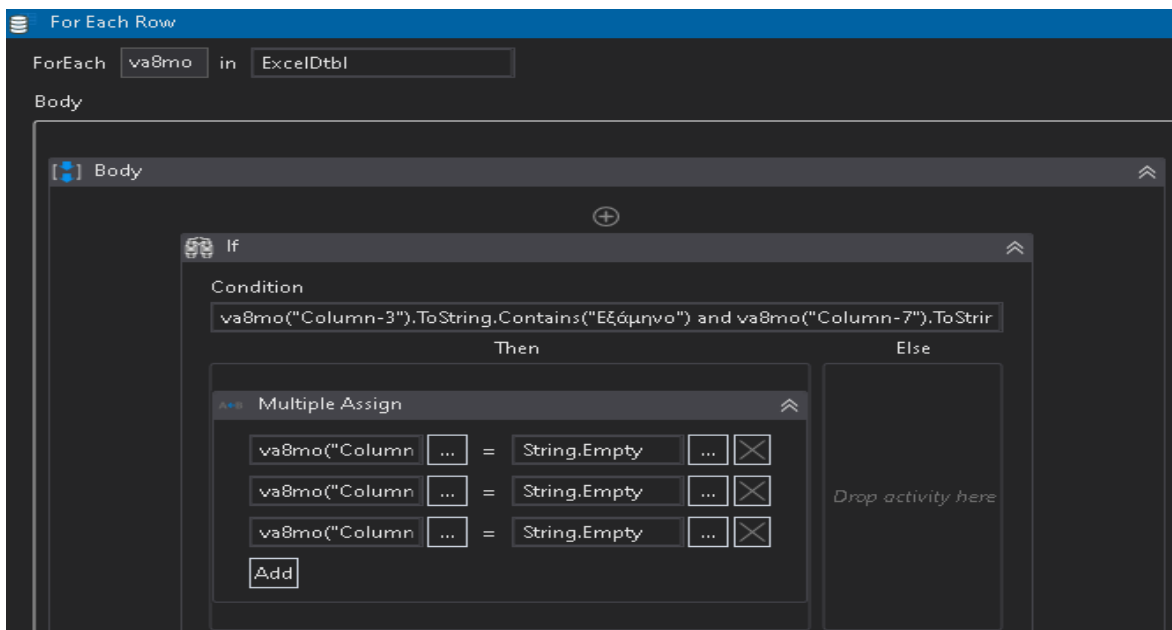 For Each Row
ForEach va8mo in ExcelDtbl
Body
Body
If
Condition
va8mo("Column-3").ToString.Contains("Εξάμηνο") and va8mo("Column-7").ToStrir
Then Else
A•B Multiple Assign
va8mo("Column ... = String.Empty ...
va8mo("Column ... = String.Empty ...
Drop activity here
va8mo("Column ... = String.Empty ...
Add